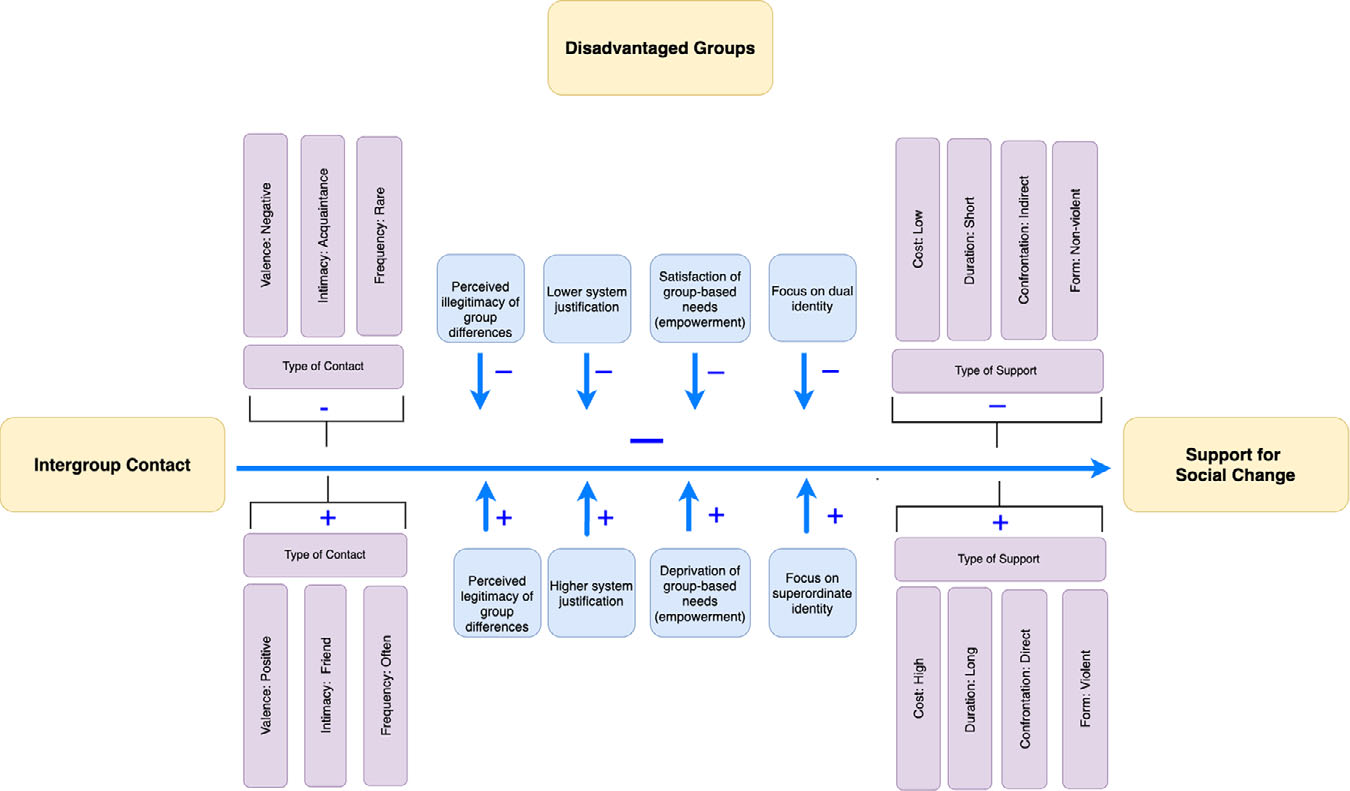 Disadvantaged Groups
Valence: Negative
Intimacy: Acquaintance
Frequency: Rare
Type of Contact
-
Perceived
illegitimacy of
group
differences
Lower system
justification
Satisfaction of
group-based
needs
(empowerment)
Focus on dual
identity
–
–
–
–
Cost: Low
Duration: Short
Confrontation: Indirect
Form: Non-violent
Type of Support
–
Intergroup Contact
—
Support for
Social Change
+
Type of Contact
Valence: Positive
Intimacy: Friend
Frequency: Often
+
+
+
+
Perceived
legitimacy of
group
differences
Higher system
justification
Deprivation of
group-based
needs
(empowerment)
Focus on
superordinate
identity
+
Type of Support
Cost: High
Duration: Long
Confrontation: Direct
Form: Violent